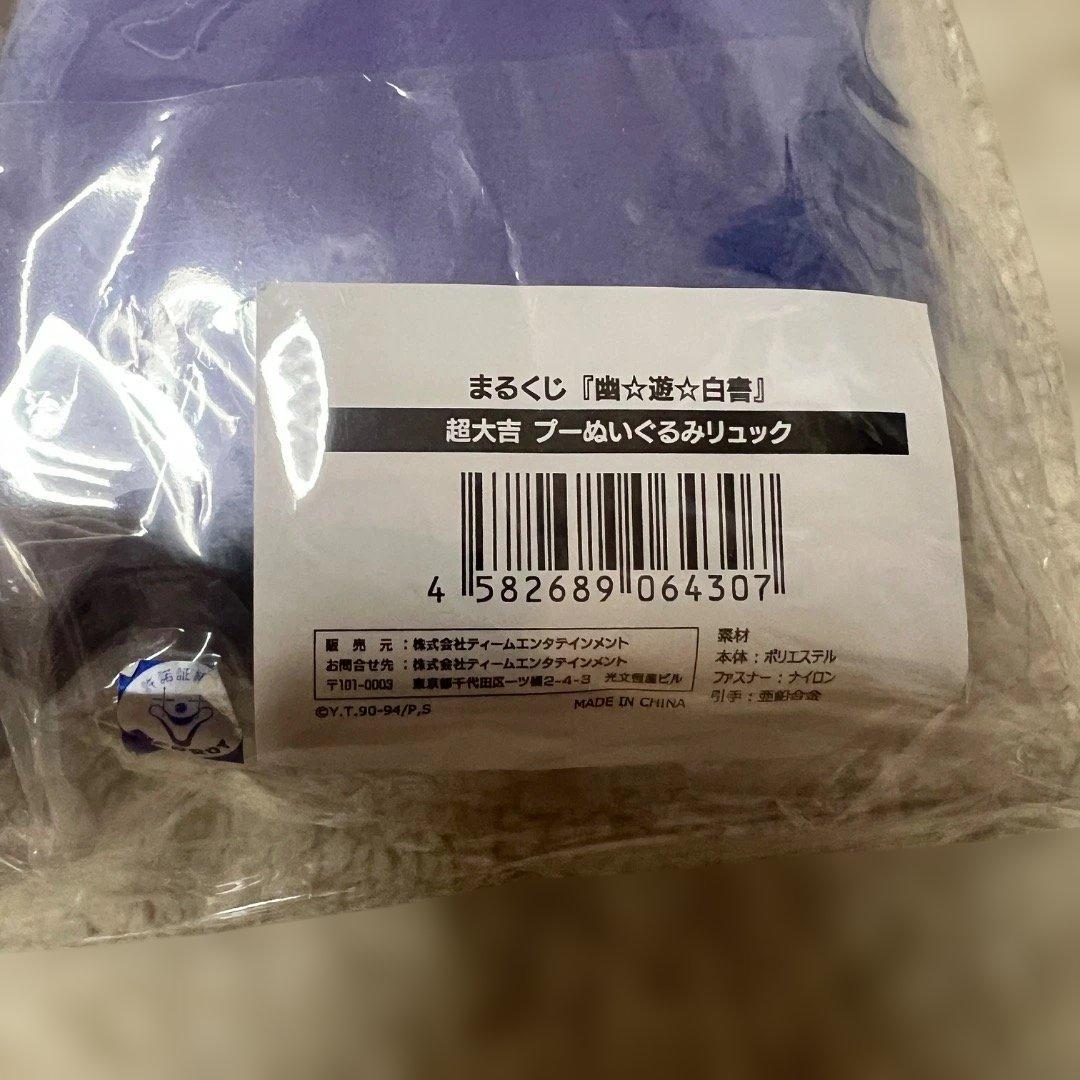 まるくじ『幽☆遊☆白書』
超大吉 プーぬいぐるみリュック
4 582689 064307
販売元：株式会社ティームエンタテインメント
お問合せ先：株式会社ティームエンタテインメント
〒101-0003 東京都千代田区一ツ橋2-4-3 光文恒産ビル
©Y.T.90-94/P,S
MADE IN CHINA
素材
本体：ポリエステル
ファスナー：ナイロン
引手：亜鉛合金